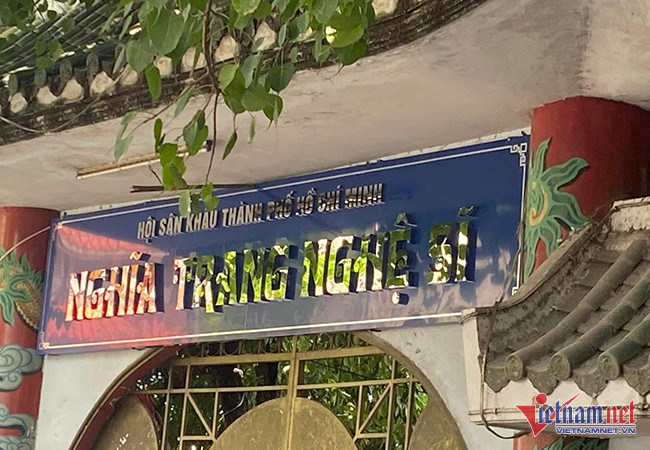 HỘI SÂN KHẤU THÀNH PHỐ HỒ CHÍ MINH
NGHĨA TRANG NGHỆ SĨ
vietnamnet
VIETNAMNET.VN